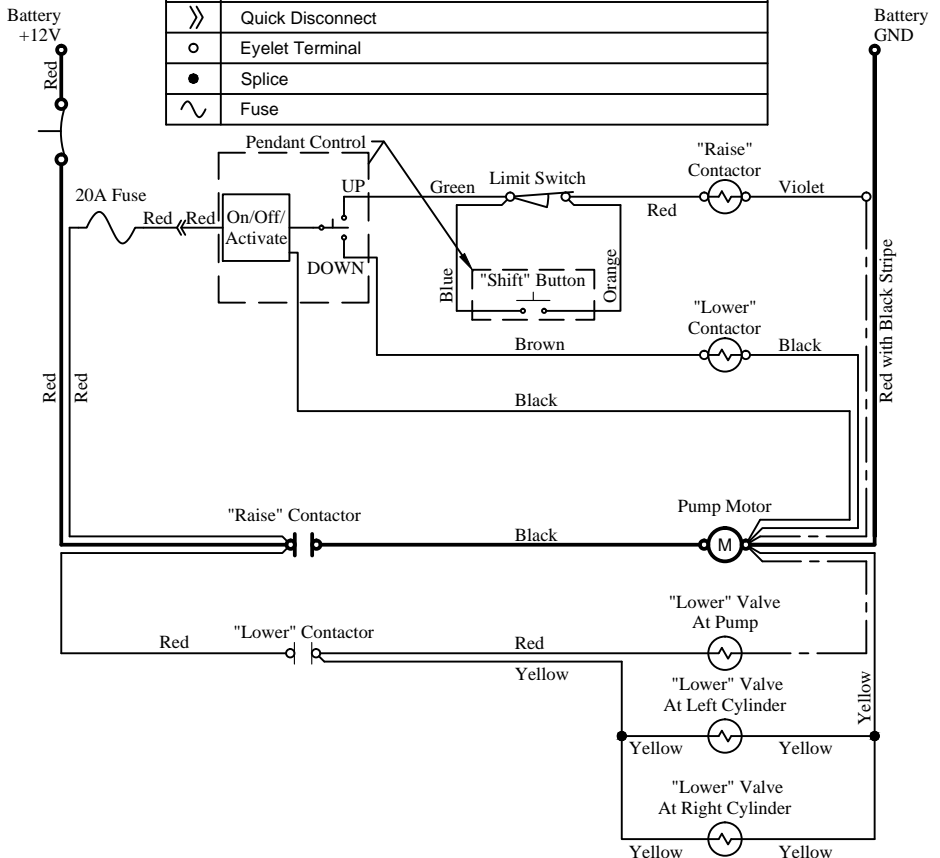 Quick Disconnect
Eyelet Terminal
Splice
Fuse
Battery
+12V
Battery
GND
Red
Pendant Control
20A Fuse
Red
Red
On/Off/
Activate
UP
DOWN
Green
Limit Switch
Red
"Raise"
Contactor
Violet
Blue
"Shift" Button
Orange
Red with Black Stripe
"Lower"
Contactor
Brown
Black
Red
Red
Black
"Raise" Contactor
Black
Pump Motor
M
Red
"Lower" Contactor
Red
Yellow
"Lower" Valve
At Pump
"Lower" Valve
At Left Cylinder
Yellow
Yellow
Yellow
"Lower" Valve
At Right Cylinder
Yellow
Yellow